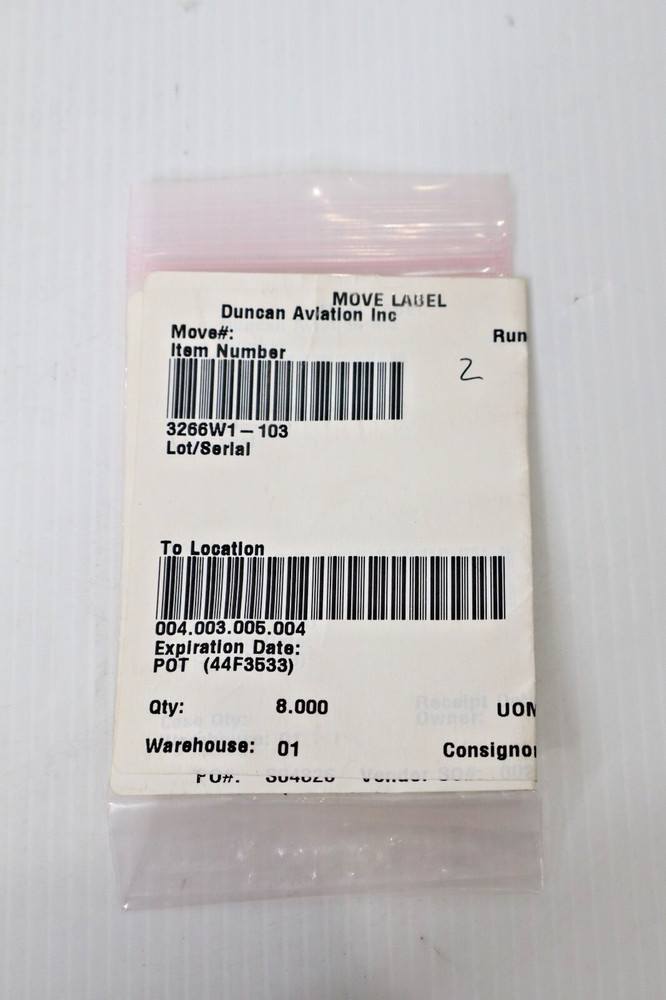 MOVE LABEL
Duncan Aviation Inc
Move#:
Run
Item Number
2
3266W1-103
Lot/Serial
To Location
004.003.005.004
Expiration Date:
POT (44F3533)
Qty: 8.000 UOM
Warehouse: 01 Consignor
PO#: